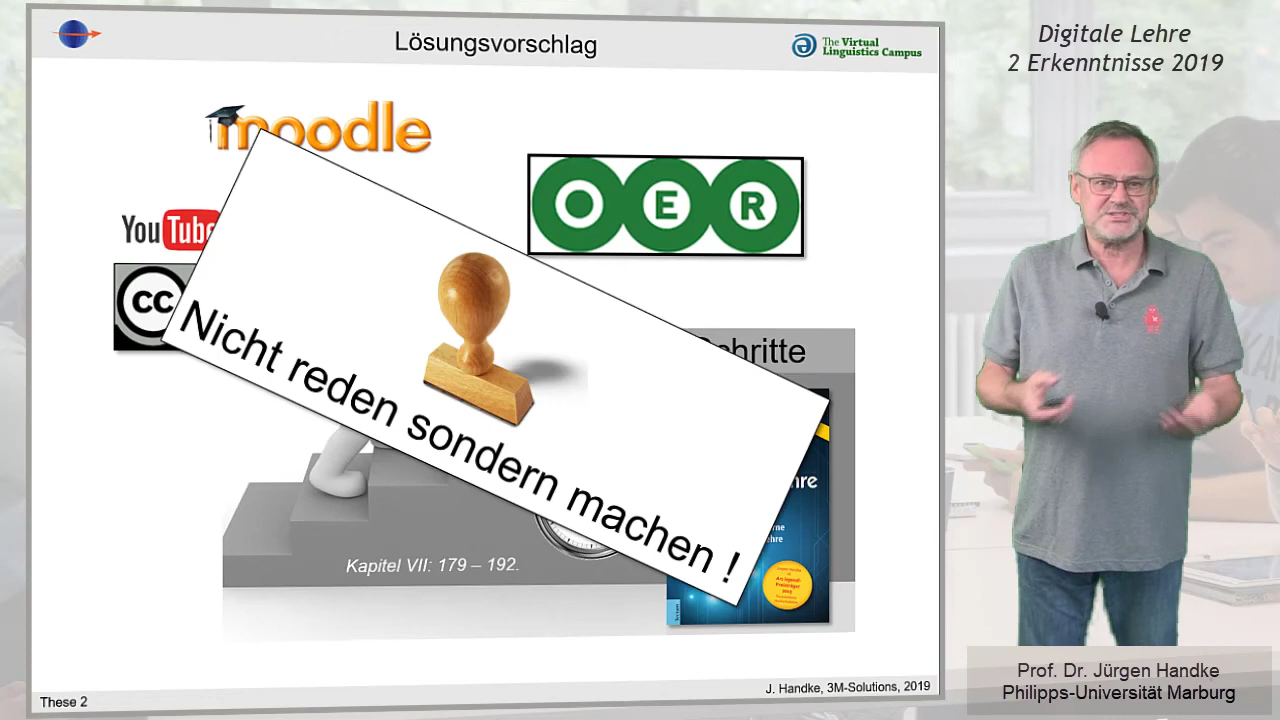 Lösungsvorschlag
The Virtual
Linguistics Campus
Digitale Lehre
2 Erkenntnisse 2019
moodle
YouTube
OER
cc
Nicht reden sondern machen !
Kapitel VII: 179 – 192.
These 2
J. Handke, 3M-Solutions, 2019
Prof. Dr. Jürgen Handke
Philipps-Universität Marburg